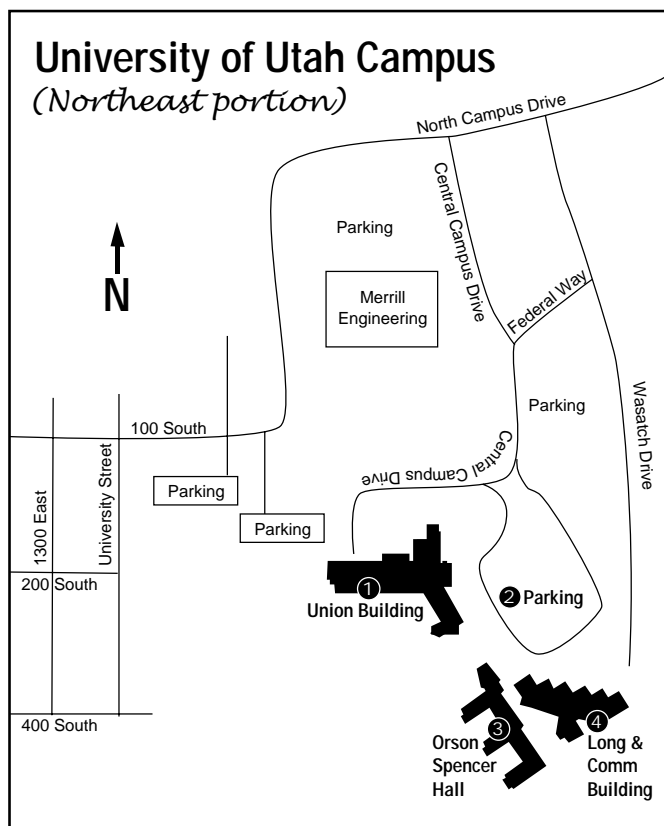 University of Utah Campus
(Northeast portion)
North Campus Drive
Central Campus Drive
Parking
N
Merrill
Engineering
Federal Way
Wasatch Drive
Parking
100 South
Central Campus Drive
University Street
1300 East
Parking
Parking
200 South
1
Union Building
2 Parking
400 South
3
Orson
Spencer
Hall
4
Long &
Comm
Building